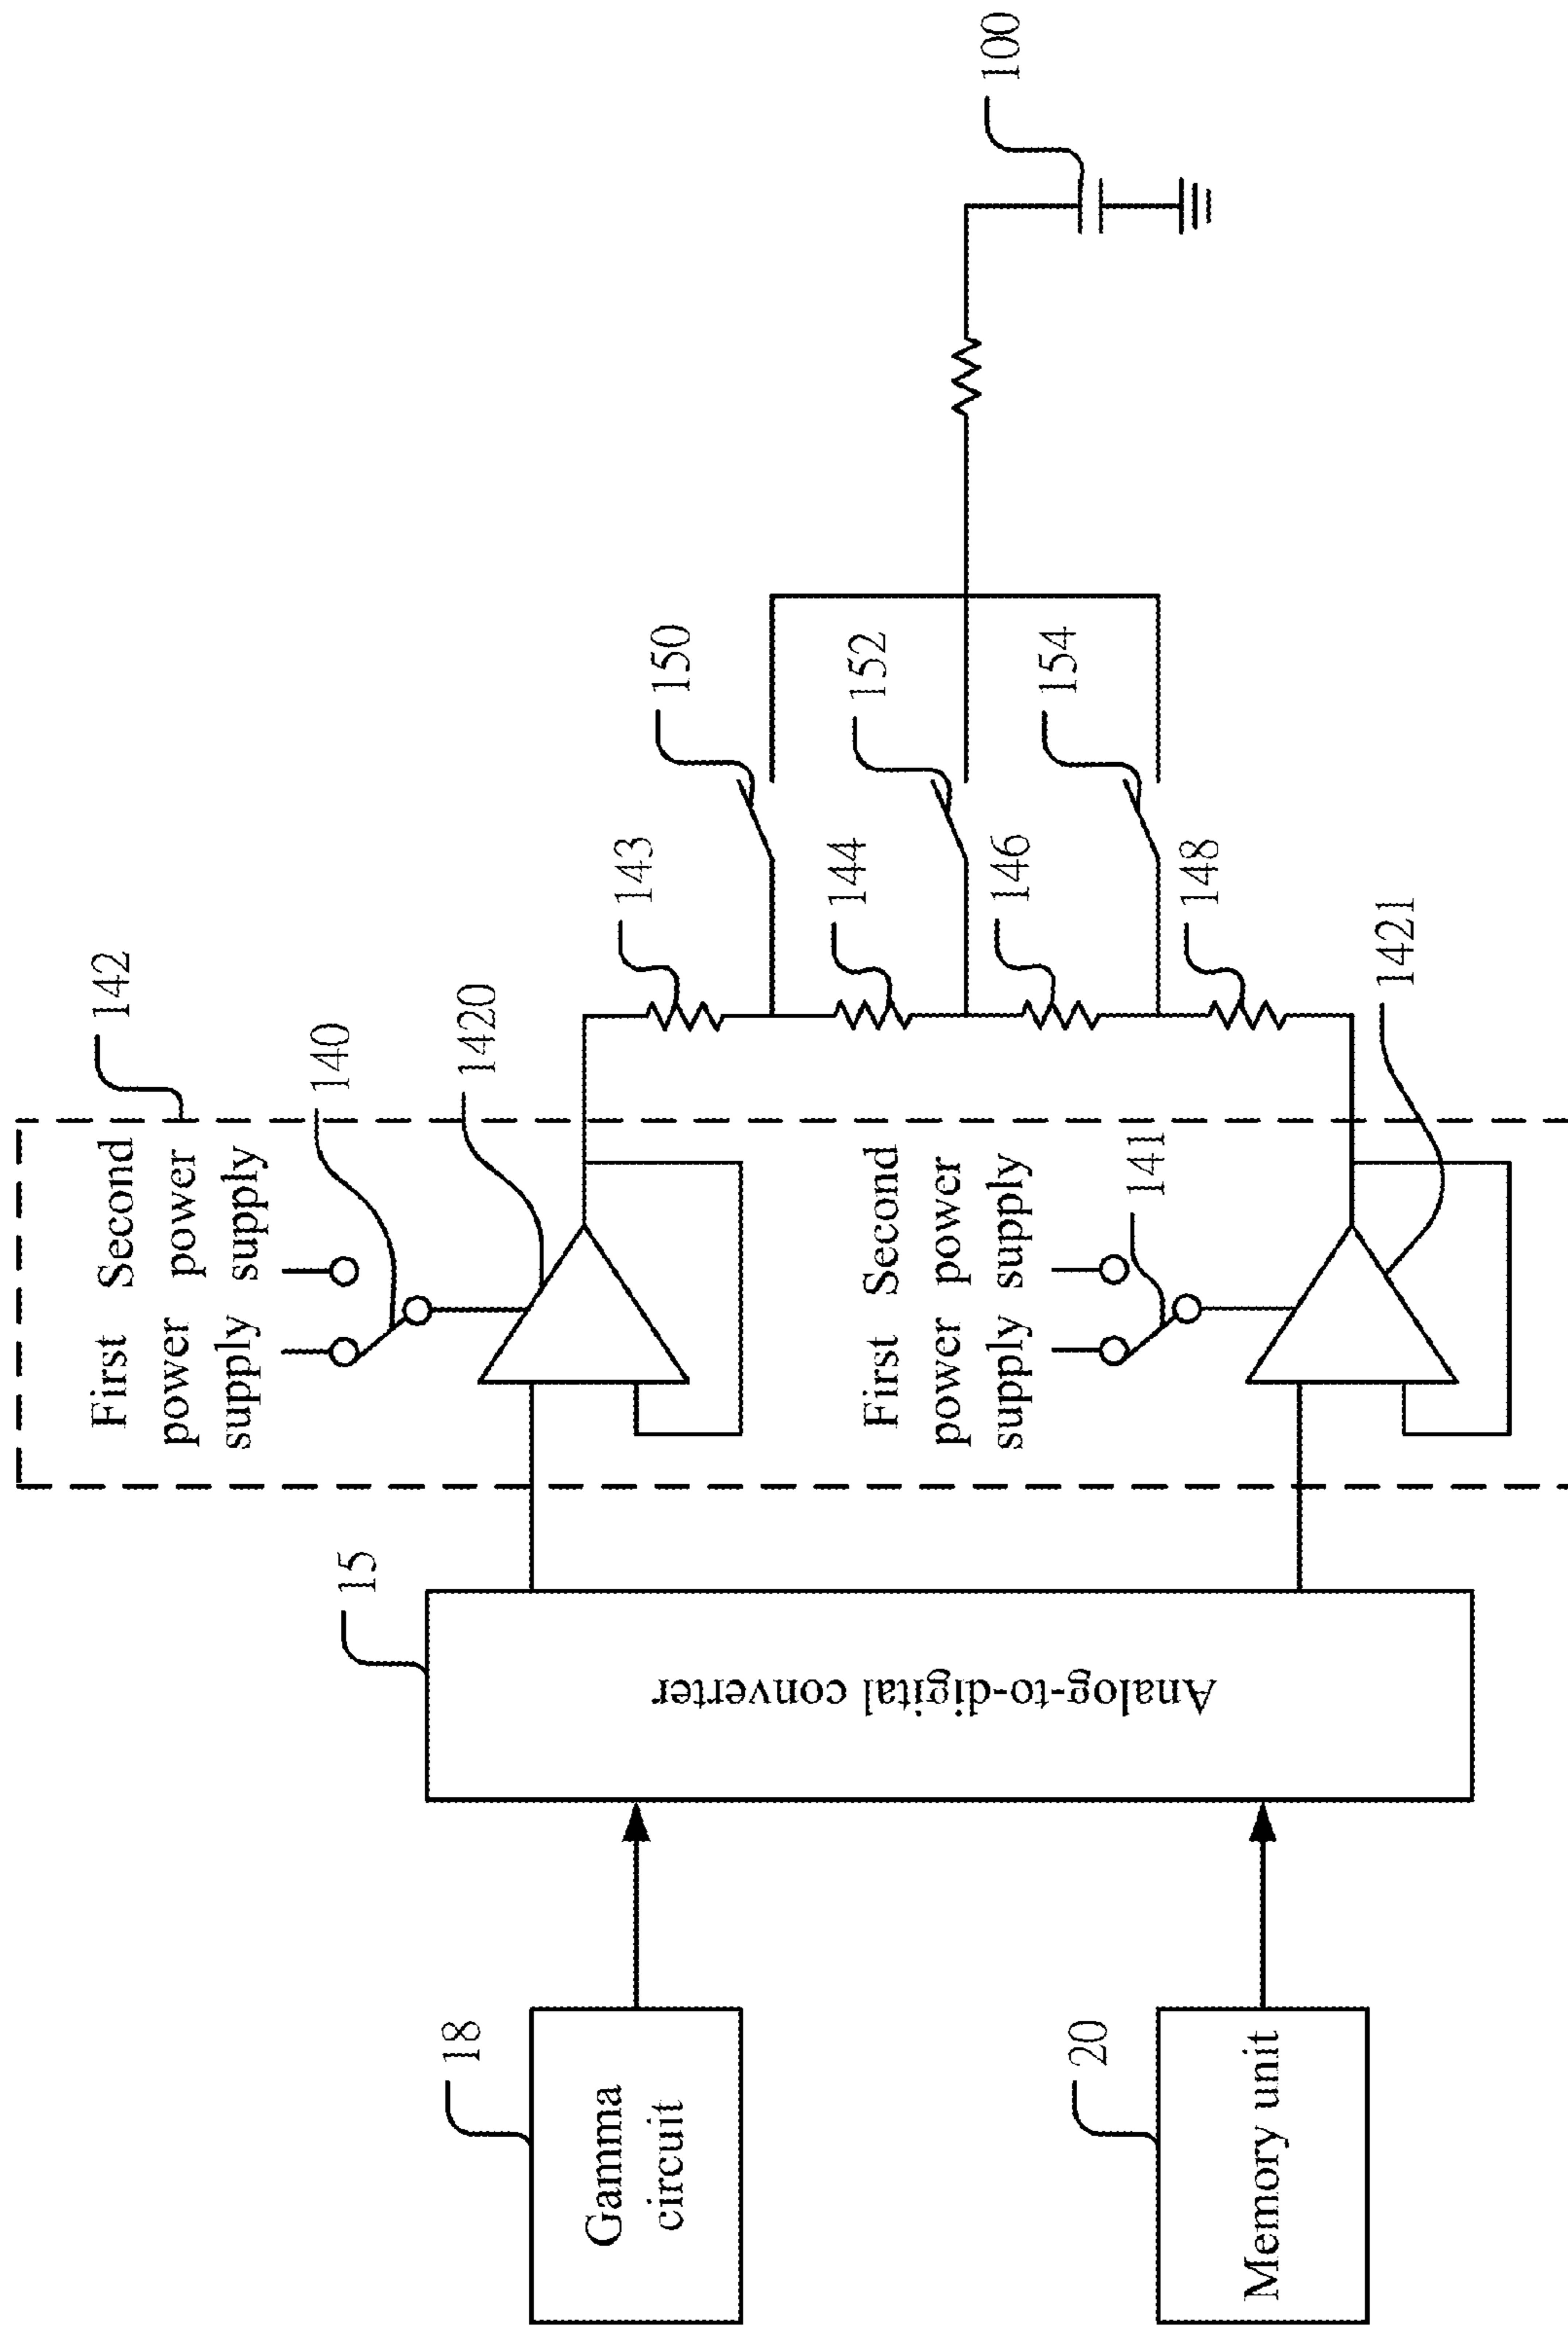 142
First Second
power power
supply supply
140
1420
15
18
Gamma
circuit
Analog-to-digital converter
143
150
144
152
146
154
148
100
First Second
power power
supply supply
141
1421
20
Memory unit